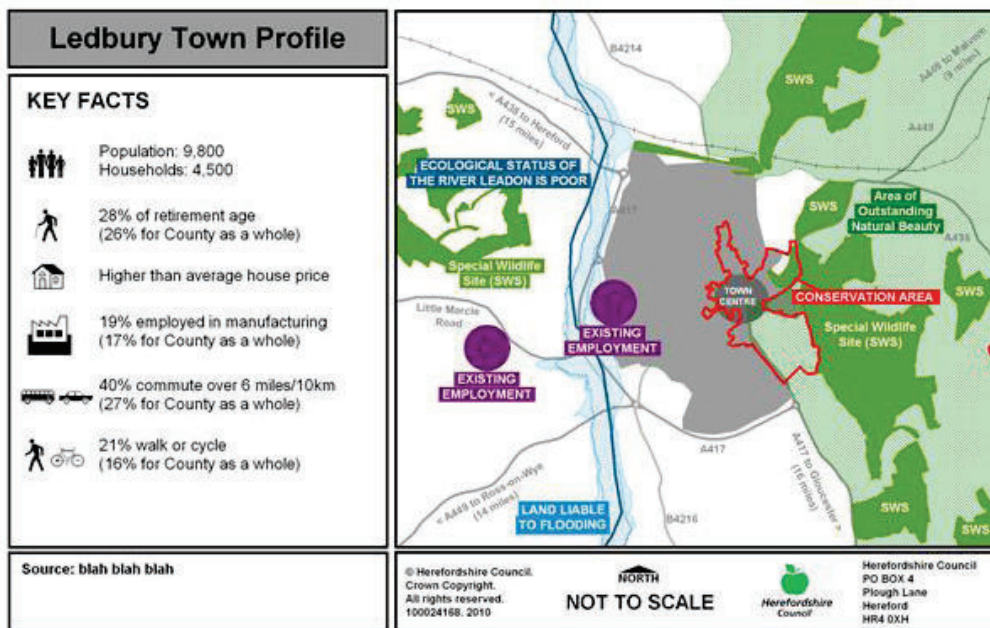 Ledbury Town Profile
KEY FACTS
Population: 9,800
Households: 4,500
28% of retirement age
(26% for County as a whole)
Higher than average house price
19% employed in manufacturing
(17% for County as a whole)
40% commute over 6 miles/10km
(27% for County as a whole)
21% walk or cycle
(16% for County as a whole)
Source: blah blah blah
B4214
A449 to Malvern
(9 miles)
SWS
SWS
< A438 to Hereford
(15 miles)
A449
ECOLOGICAL STATUS OF
THE RIVER LEADON IS POOR
SWS
Area of
Outstanding
Natural Beauty
A417
A438
Special Wildlife
Site (SWS)
SWS
TOWN
CENTRE
CONSERVATION AREA
Little Marcle
Road
EXISTING
EMPLOYMENT
Special Wildlife
Site (SWS)
EXISTING
EMPLOYMENT
A417
A417 to Gloucester >
(16 miles)
< A449 to Ross-on-Wye
(14 miles)
LAND LIABLE
TO FLOODING
B4216
SWS
SWS
© Herefordshire Council.
Crown Copyright.
All rights reserved.
100024168. 2010
NORTH
NOT TO SCALE
Herefordshire
Council
Herefordshire Council
PO BOX 4
Plough Lane
Hereford
HR4 0XH